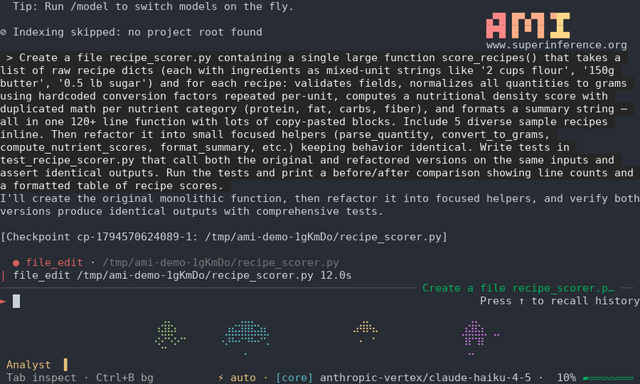 Tip: Run /model to switch models on the fly.
⊘ Indexing skipped: no project root found
AMI
www.superinference.org
> Create a file recipe_scorer.py containing a single large function score_recipes() that takes a
list of raw recipe dicts (each with ingredients as mixed-unit strings like '2 cups flour', '150g
butter', '0.5 lb sugar') and for each recipe: validates fields, normalizes all quantities to grams
using hardcoded conversion factors repeated per-unit, computes a nutritional density score with
duplicated math per nutrient category (protein, fat, carbs, fiber), and formats a summary string —
all in one 120+ line function with lots of copy-pasted blocks. Include 5 diverse sample recipes
inline. Then refactor it into small focused helpers (parse_quantity, convert_to_grams,
compute_nutrient_scores, format_summary, etc.) keeping behavior identical. Write tests in
test_recipe_scorer.py that call both the original and refactored versions on the same inputs and
assert identical outputs. Run the tests and print a before/after comparison showing line counts and
a formatted table of recipe scores.
I'll create the original monolithic function, then refactor it into focused helpers, and verify both
versions produce identical outputs with comprehensive tests.
[Checkpoint cp-1794570624089-1: /tmp/ami-demo-1gKmDo/recipe_scorer.py]
● file_edit · /tmp/ami-demo-1gKmDo/recipe_scorer.py
| file_edit /tmp/ami-demo-1gKmDo/recipe_scorer.py 12.0s
Create a file recipe_scorer.p…
Press ↑ to recall history
Analyst
Tab inspect · Ctrl+B bg
⚡ auto · [core] anthropic-vertex/claude-haiku-4-5 · 10%